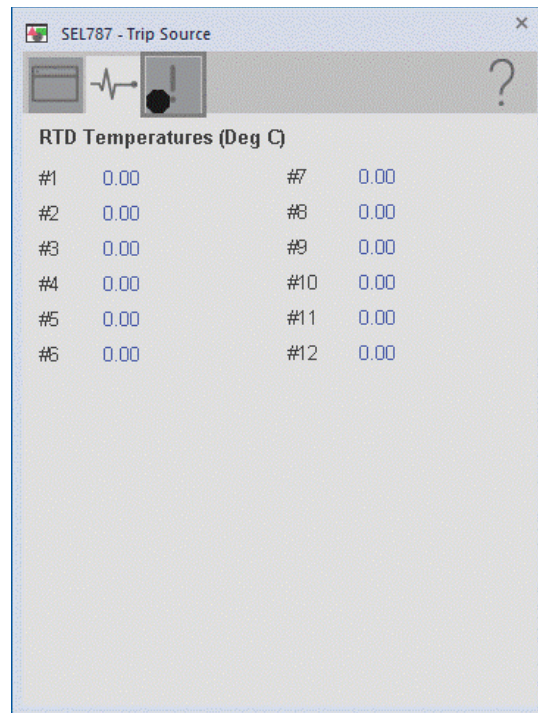 SEL787 - Trip Source
×
!
?
RTD Temperatures (Deg C)
#1 0.00 #7 0.00
#2 0.00 #8 0.00
#3 0.00 #9 0.00
#4 0.00 #10 0.00
#5 0.00 #11 0.00
#6 0.00 #12 0.00